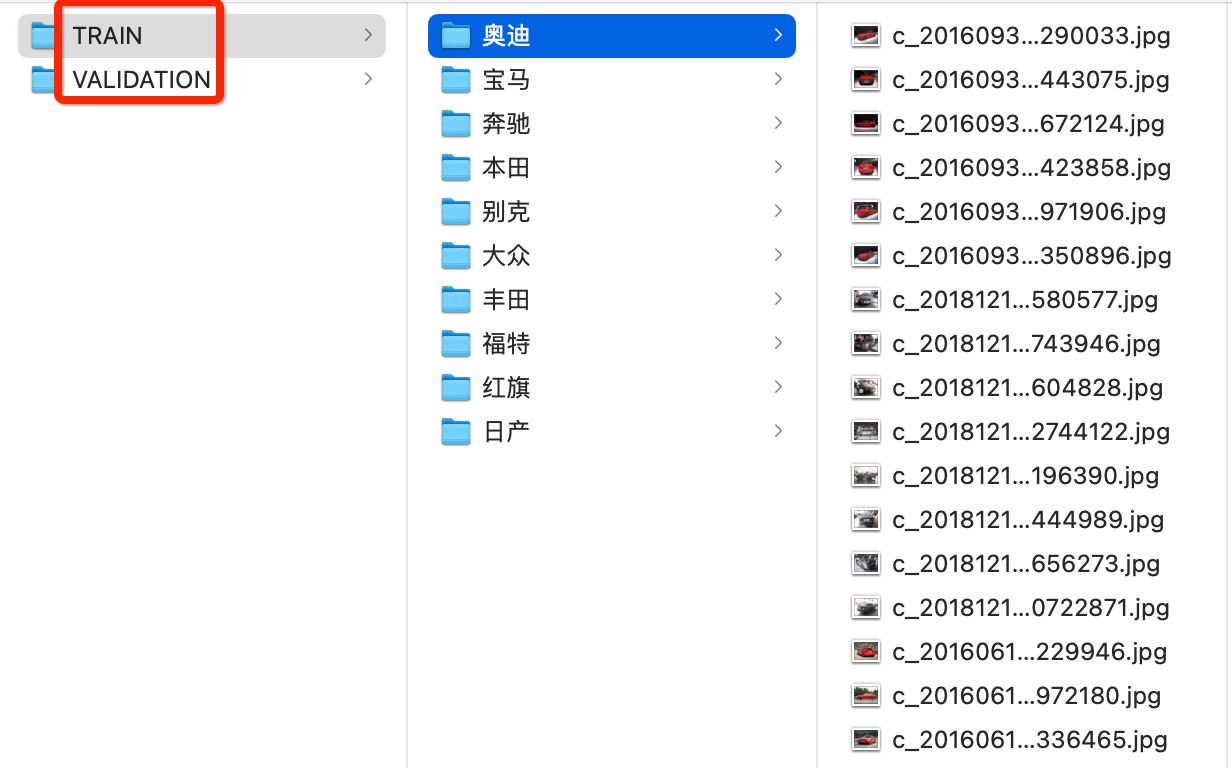 TRAIN
VALIDATION
奥迪
宝马
奔驰
本田
别克
大众
丰田
福特
红旗
日产
c_2016093...290033.jpg
c_2016093...443075.jpg
c_2016093...672124.jpg
c_2016093...423858.jpg
c_2016093...971906.jpg
c_2016093...350896.jpg
c_2018121...580577.jpg
c_2018121...743946.jpg
c_2018121...604828.jpg
c_2018121...2744122.jpg
c_2018121...196390.jpg
c_2018121...444989.jpg
c_2018121...656273.jpg
c_2018121...0722871.jpg
c_2016061...229946.jpg
c_2016061...972180.jpg
c_2016061...336465.jpg